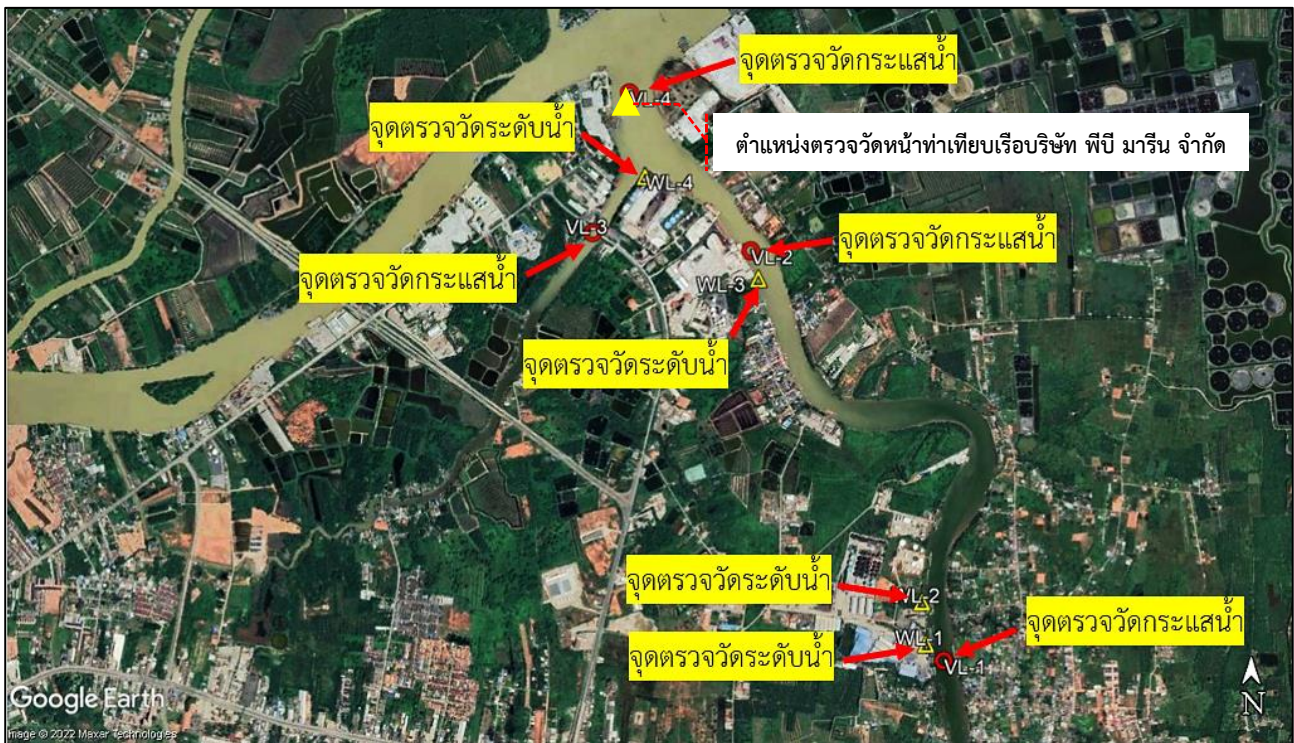 จุดตรวจวัดกระแสน้ำ
VL-4
จุดตรวจวัดระดับน้ำ
ตำแหน่งตรวจวัดหน้าท่าเทียบเรือบริษัท พีบี มารีน จำกัด
WL-4
VL-3
จุดตรวจวัดกระแสน้ำ
VL-2
จุดตรวจวัดกระแสน้ำ
WL-3
จุดตรวจวัดระดับน้ำ
จุดตรวจวัดระดับน้ำ
WL-2
จุดตรวจวัดกระแสน้ำ
WL-1
จุดตรวจวัดระดับน้ำ
VL-1
Google Earth
N
Image © 2022 Maxar Technologies